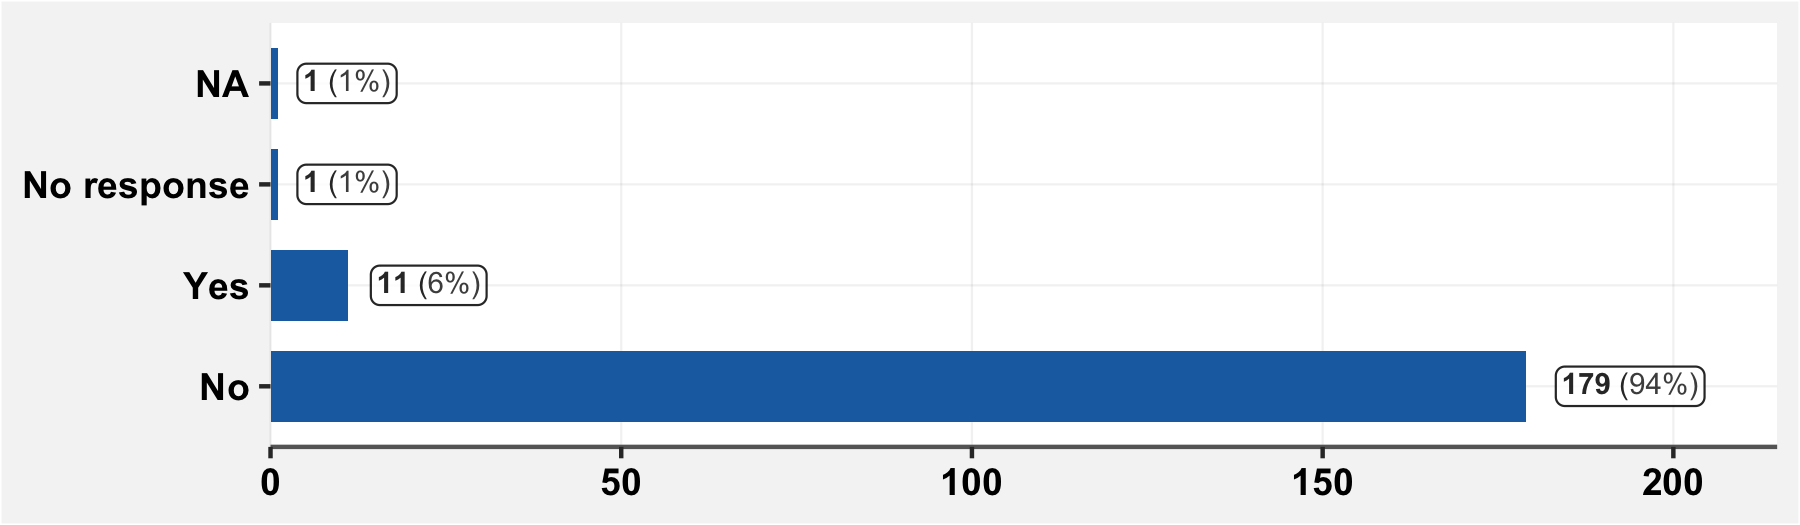 NA 1 (1%)
No response 1 (1%)
Yes 11 (6%)
No 179 (94%)
0 50 100 150 200